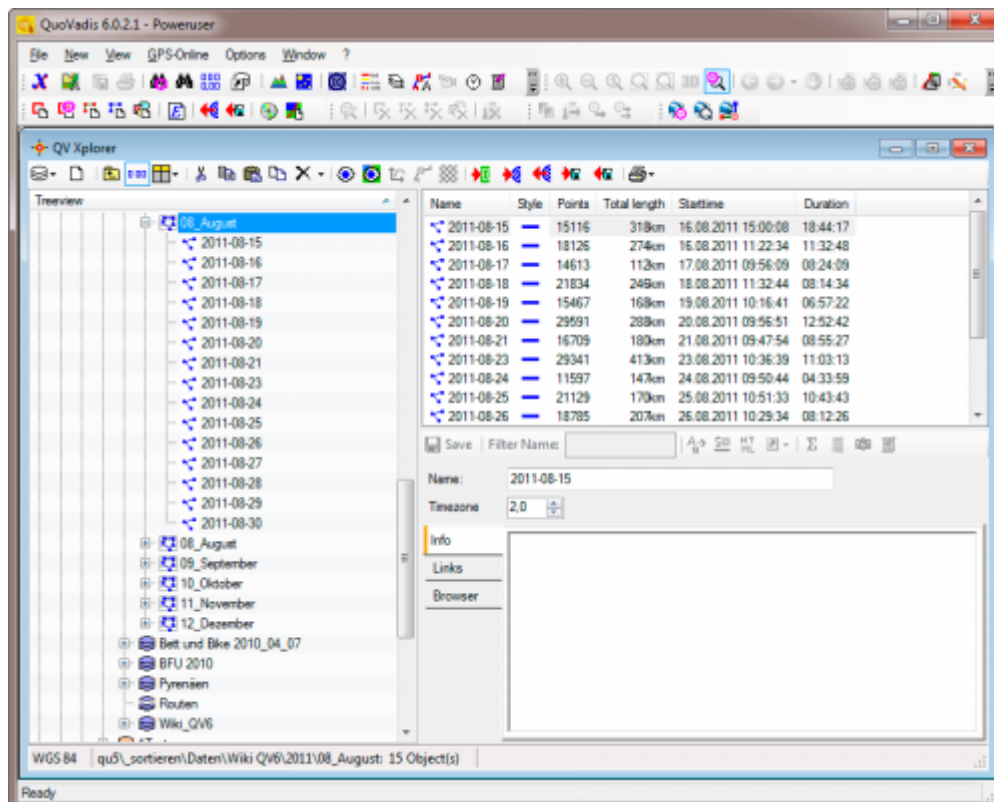 QuoVadis 6.0.2.1 - Poweruser
File New View GPS-Online Options Window ?
QV Xplorer
Treeview
08_August
2011-08-15
2011-08-16
2011-08-17
2011-08-18
2011-08-19
2011-08-20
2011-08-21
2011-08-23
2011-08-24
2011-08-25
2011-08-26
2011-08-27
2011-08-28
2011-08-29
2011-08-30
08_August
09_September
10_Oktober
11_November
12_Dezember
Bett und Bike 2010_04_07
BFU 2010
Pyrenäen
Routen
Wiki_QV6
Name Style Points Total length Starttime Duration
2011-08-15 15116 318km 16.08.2011 15:00:08 18:44:17
2011-08-16 18126 274km 16.08.2011 11:22:34 11:32:48
2011-08-17 14613 112km 17.08.2011 09:56:09 08:24:09
2011-08-18 21834 246km 18.08.2011 11:32:44 08:14:34
2011-08-19 15467 168km 19.08.2011 10:16:41 06:57:22
2011-08-20 29591 288km 20.08.2011 09:56:51 12:52:42
2011-08-21 16709 180km 21.08.2011 09:47:54 08:55:27
2011-08-23 29341 413km 23.08.2011 10:36:39 11:03:13
2011-08-24 11597 147km 24.08.2011 09:50:44 04:33:59
2011-08-25 21129 170km 25.08.2011 10:51:33 10:43:43
2011-08-26 18785 207km 26.08.2011 10:29:34 08:12:26
Save Filter Name:
Name: 2011-08-15
Timezone 2,0
Info
Links
Browser
WGS 84 qu5\_sortieren\Daten\Wiki QV6\2011\08_August: 15 Object(s)
Ready